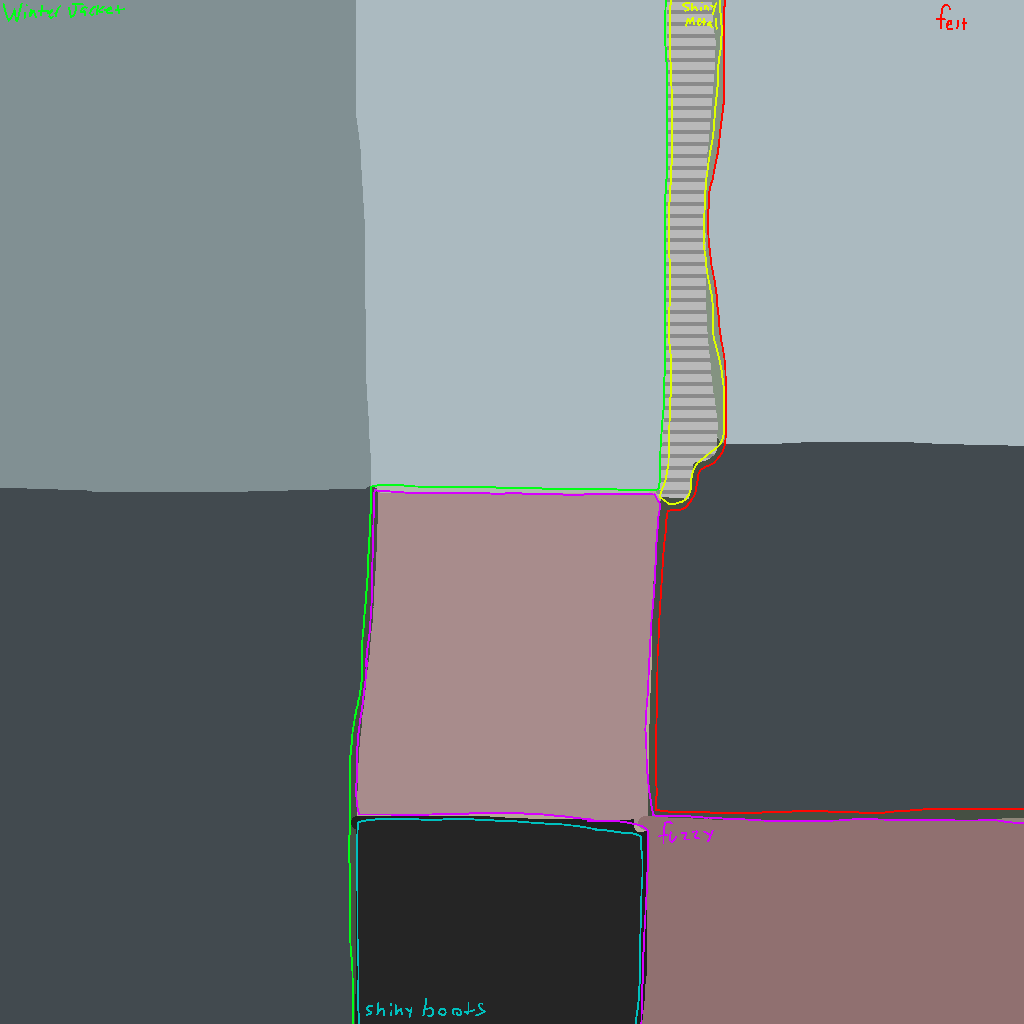 Winter Jacket
Shiny
Metal
felt
fuzzy
shiny boots